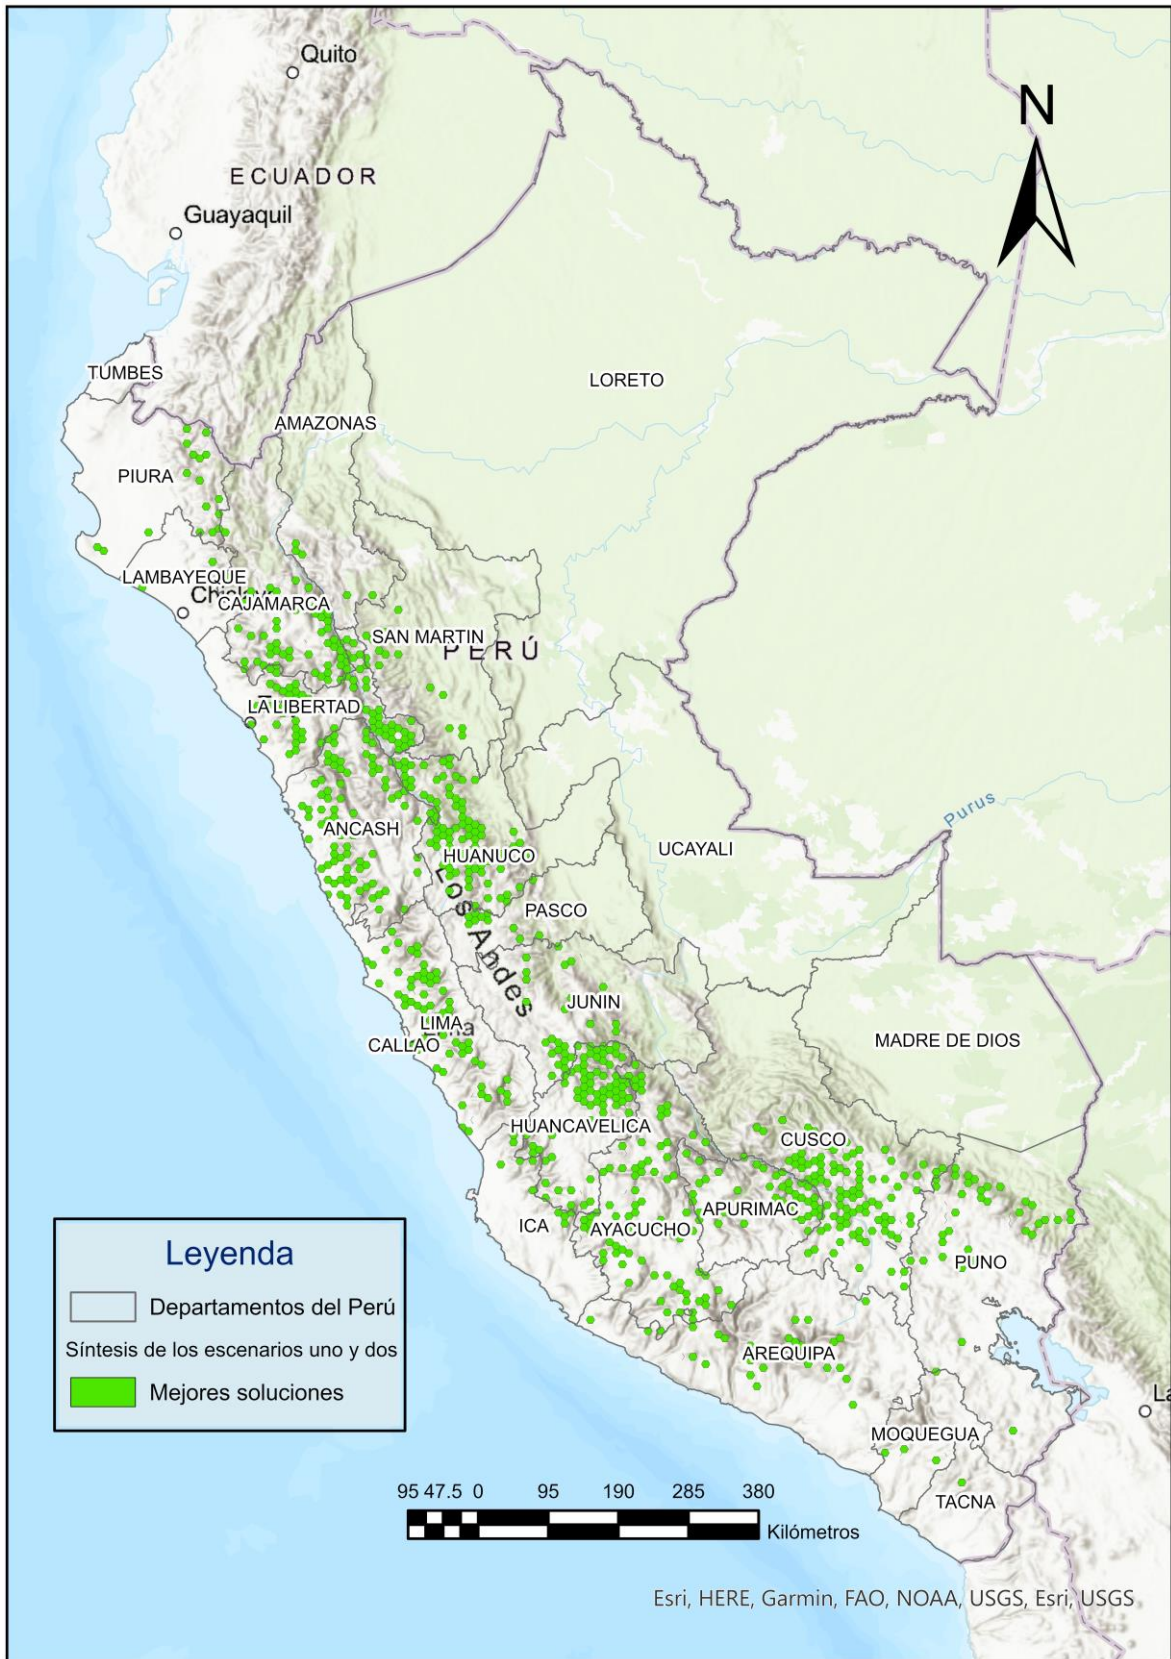 Quito
N
ECUADOR
Guayaquil
TUMBES
LORETO
AMAZONAS
PIURA
LAMBAYEQUE
CAJAMARCA
SAN MARTIN
PERÚ
LA LIBERTAD
Purus
ANCASH
UCAYALI
HUANUCO
Los Andes
PASCO
JUNIN
LIMA
MADRE DE DIOS
CALLAO
HUANCAVELICA
CUSCO
APURIMAC
ICA
AYACUCHO
PUNO
AREQUIPA
MOQUEGUA
TACNA
La
Leyenda
Departamentos del Perú
Síntesis de los escenarios uno y dos
Mejores soluciones
95 47.5 0 95 190 285 380
Kilómetros
Esri, HERE, Garmin, FAO, NOAA, USGS, Esri, USGS